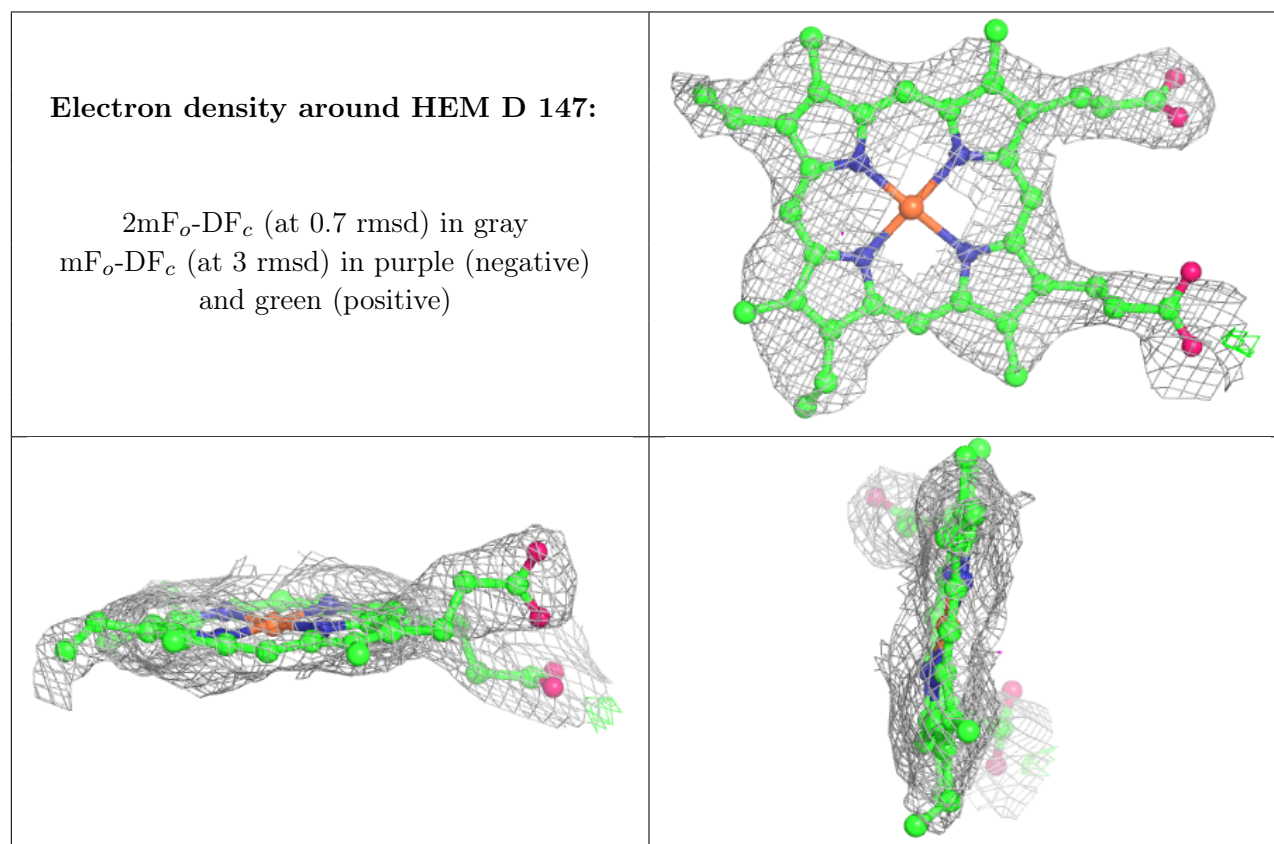 Electron density around HEM D 147:
2mFₒ-DF𝑐 (at 0.7 rmsd) in gray
mFₒ-DF𝑐 (at 3 rmsd) in purple (negative)
and green (positive)